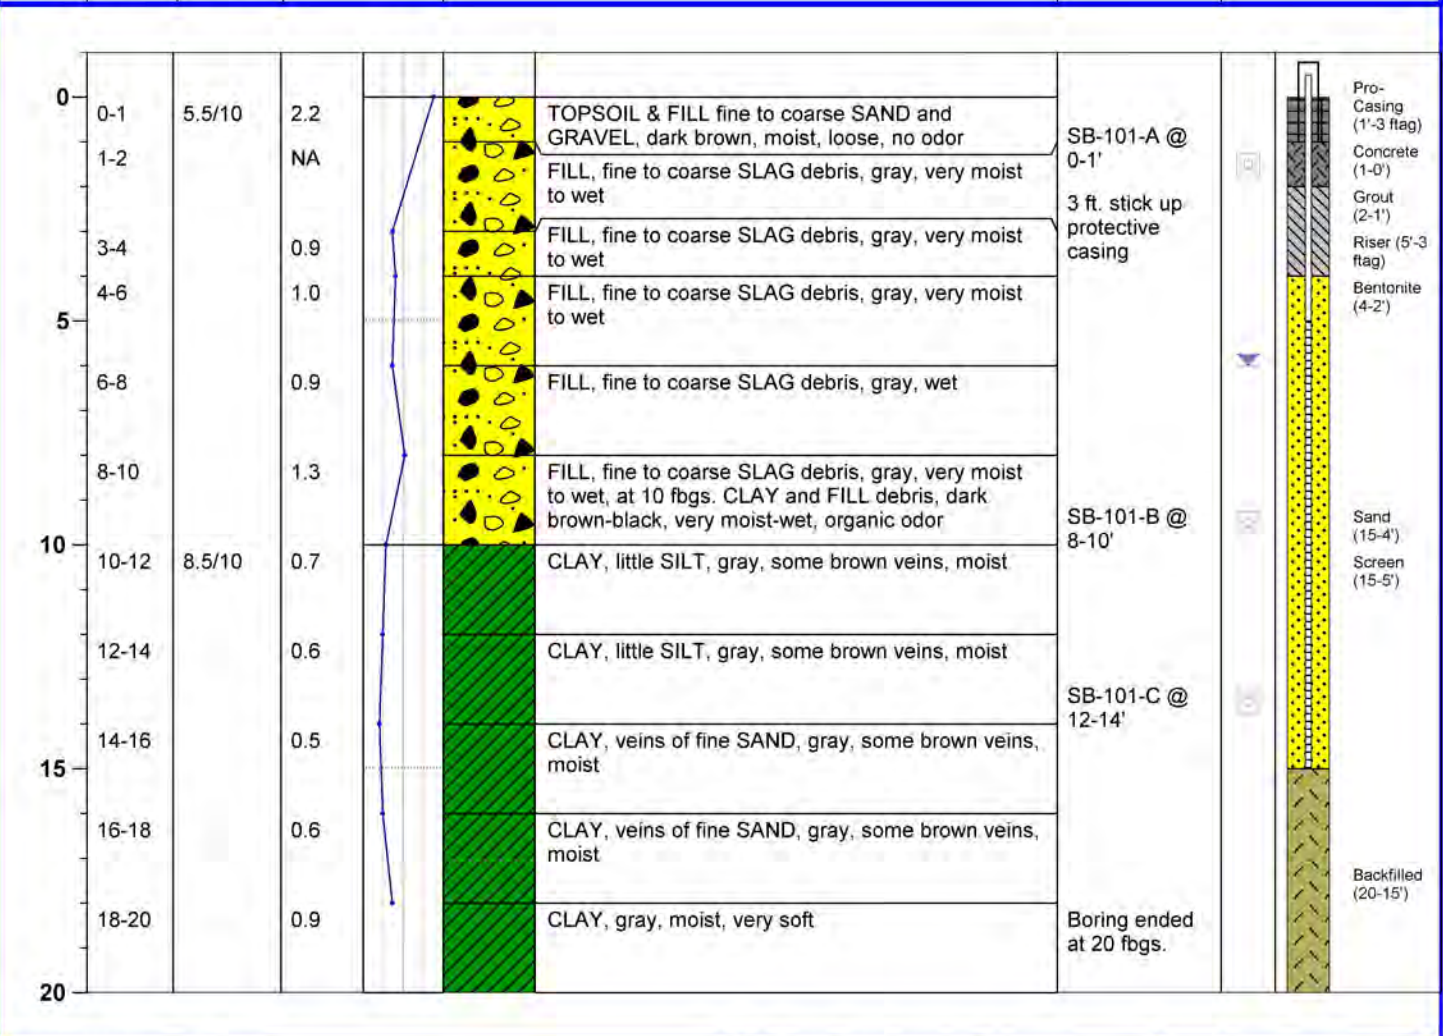 0
0-1
5.5/10
2.2
TOPSOIL & FILL fine to coarse SAND and
GRAVEL, dark brown, moist, loose, no odor
SB-101-A @
0-1'
Pro-
Casing
(1'-3 ftag)
1-2
NA
FILL, fine to coarse SLAG debris, gray, very moist
to wet
3 ft. stick up
protective
casing
Concrete
(1-0')
Grout
(2-1')
3-4
0.9
FILL, fine to coarse SLAG debris, gray, very moist
to wet
Riser (5'-3
ftag)
4-6
1.0
FILL, fine to coarse SLAG debris, gray, very moist
to wet
Bentonite
(4-2')
5
6-8
0.9
FILL, fine to coarse SLAG debris, gray, wet
8-10
1.3
FILL, fine to coarse SLAG debris, gray, very moist
to wet, at 10 fbgs. CLAY and FILL debris, dark
brown-black, very moist-wet, organic odor
SB-101-B @
8-10'
Sand
(15-4')
10
10-12
8.5/10
0.7
CLAY, little SILT, gray, some brown veins, moist
Screen
(15-5')
12-14
0.6
CLAY, little SILT, gray, some brown veins, moist
SB-101-C @
12-14'
14-16
0.5
CLAY, veins of fine SAND, gray, some brown veins,
moist
15
16-18
0.6
CLAY, veins of fine SAND, gray, some brown veins,
moist
Backfilled
(20-15')
18-20
0.9
CLAY, gray, moist, very soft
Boring ended
at 20 fbgs.
20